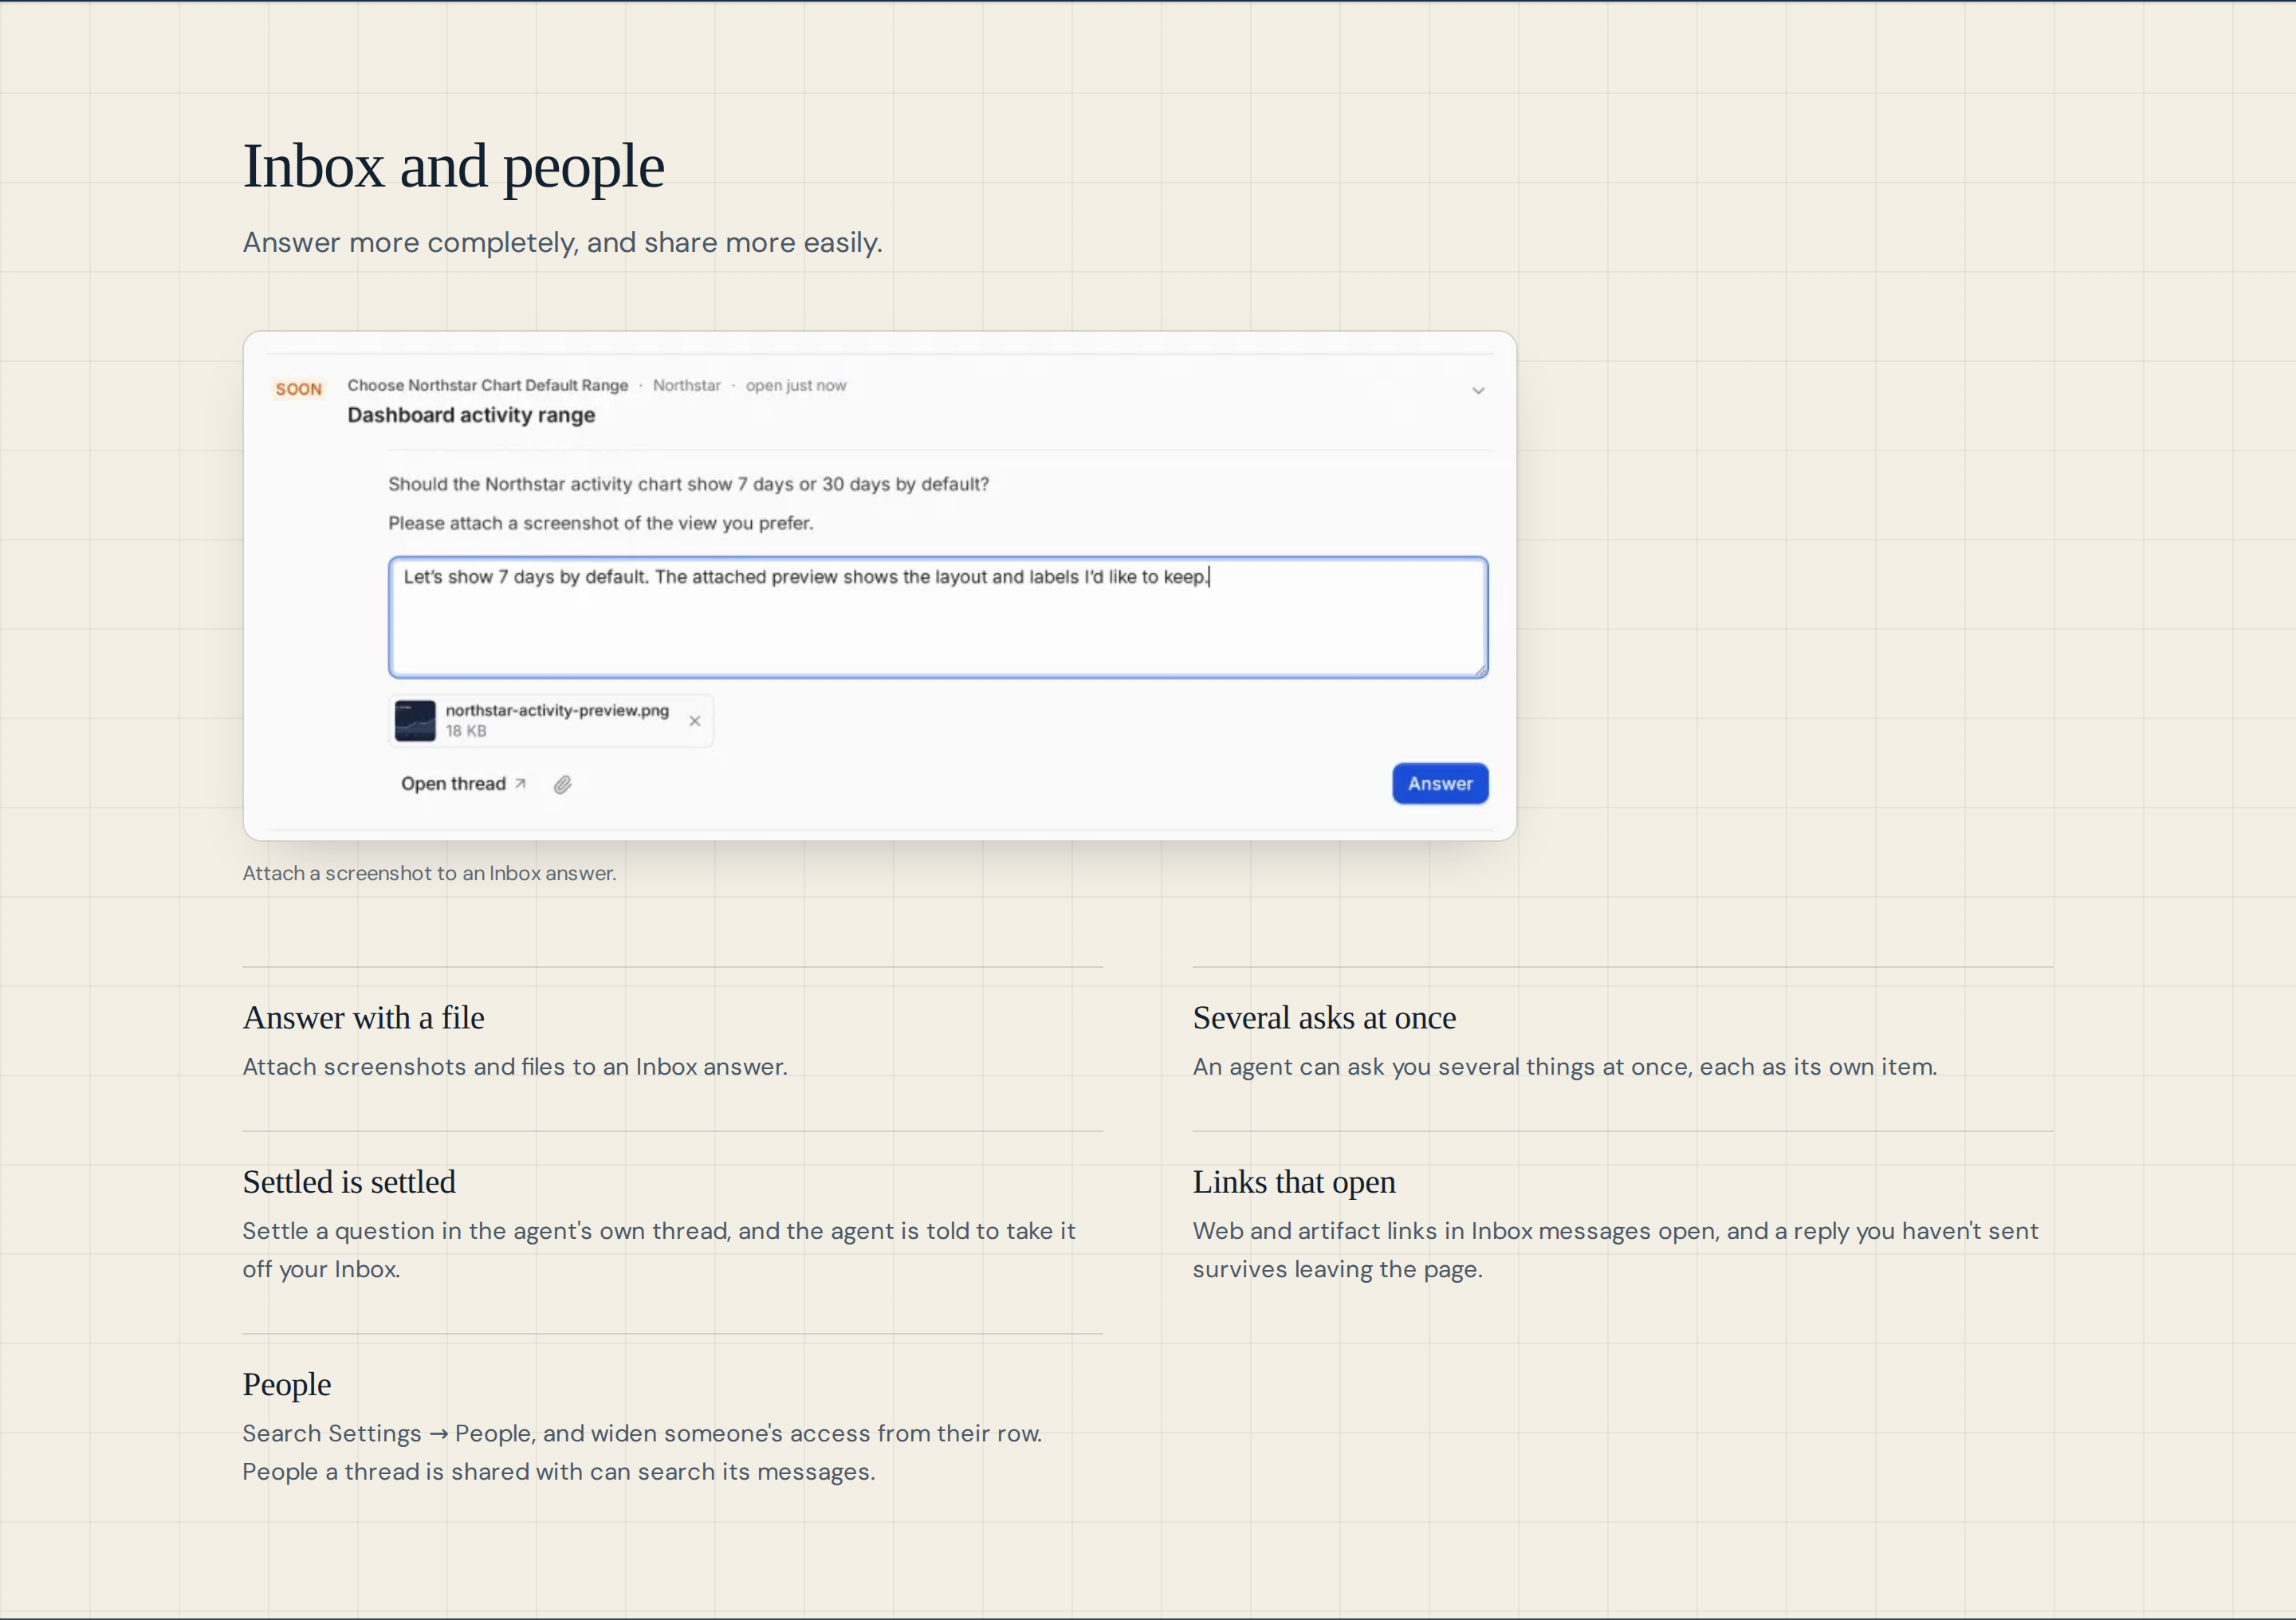 Inbox and people
Answer more completely, and share more easily.
SOON
Choose Northstar Chart Default Range · Northstar · open just now
Dashboard activity range
Should the Northstar activity chart show 7 days or 30 days by default?
Please attach a screenshot of the view you prefer.
Let’s show 7 days by default. The attached preview shows the layout and labels I’d like to keep.
northstar-activity-preview.png
18 KB
Open thread
Answer
Attach a screenshot to an Inbox answer.
Answer with a file
Attach screenshots and files to an Inbox answer.
Several asks at once
An agent can ask you several things at once, each as its own item.
Settled is settled
Settle a question in the agent's own thread, and the agent is told to take it
off your Inbox.
Links that open
Web and artifact links in Inbox messages open, and a reply you haven't sent
survives leaving the page.
People
Search Settings → People, and widen someone's access from their row.
People a thread is shared with can search its messages.